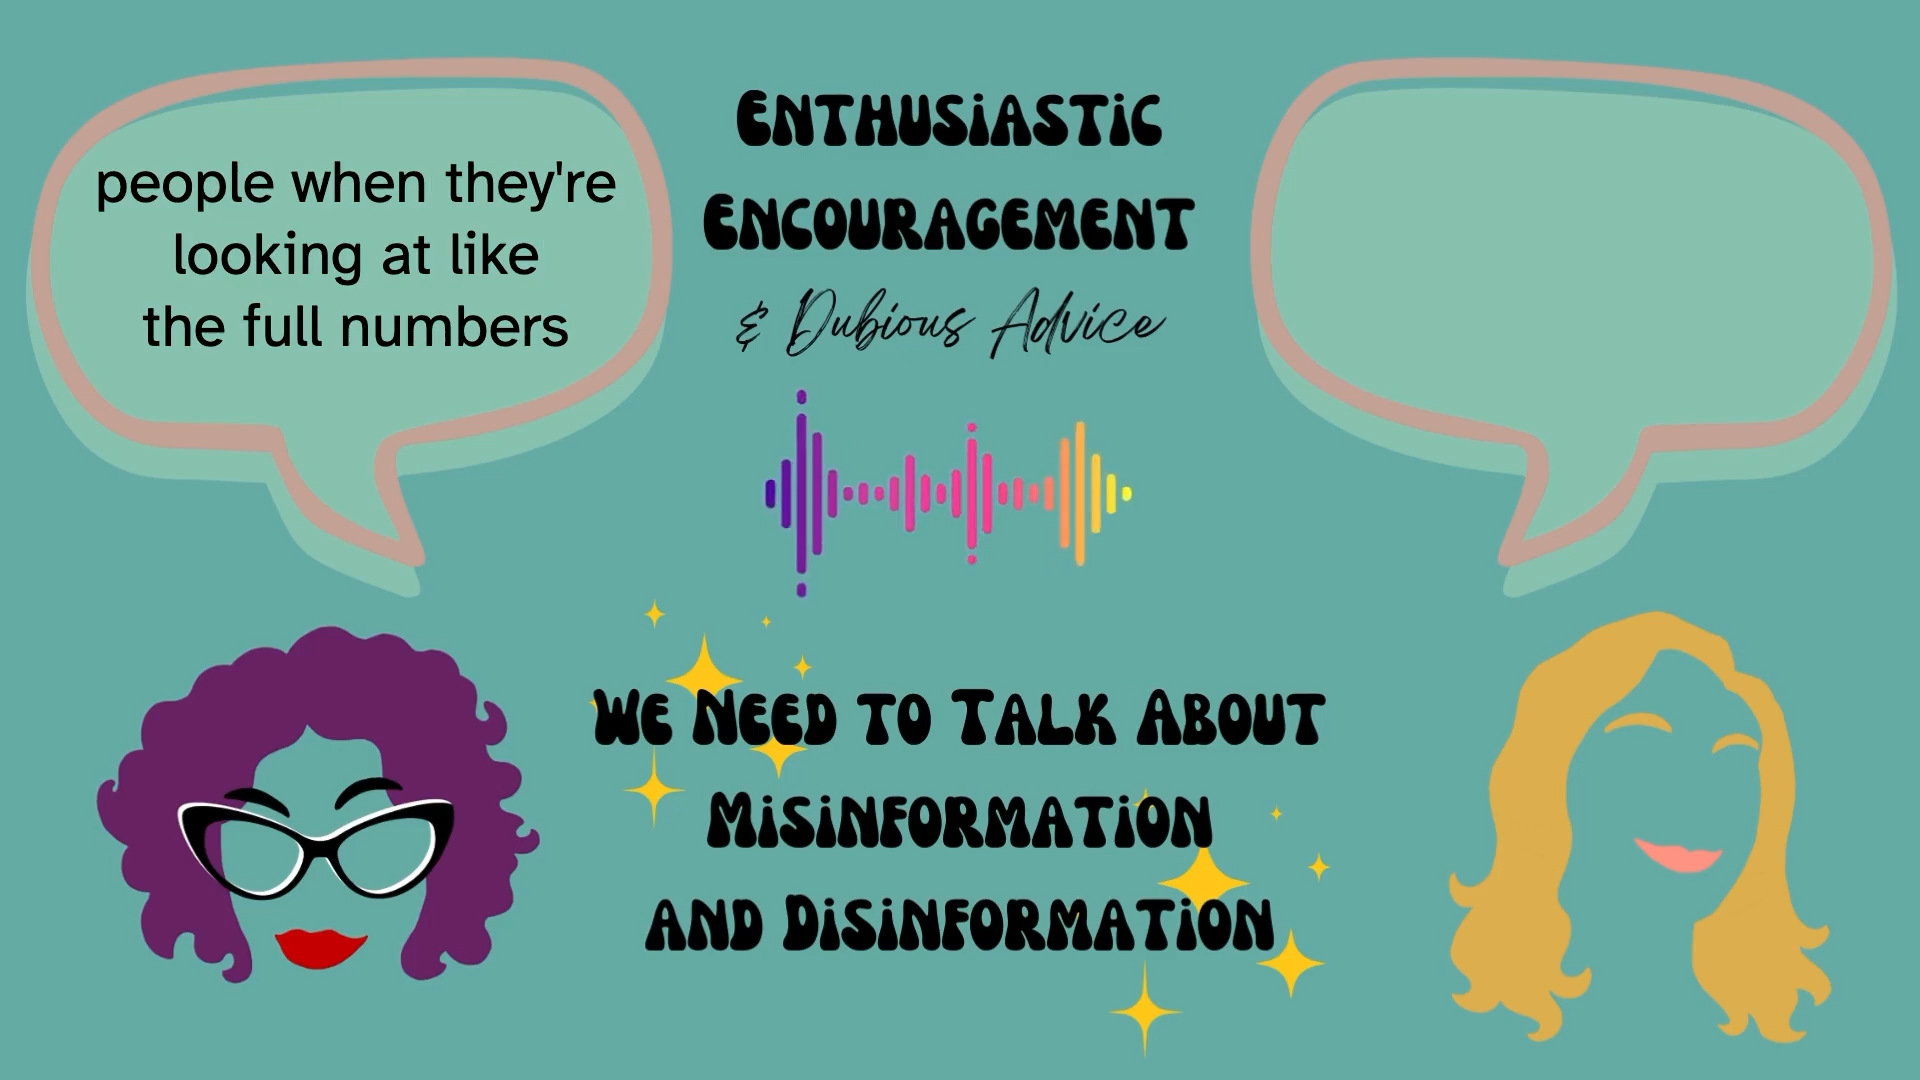 people when they're
looking at like
the full numbers
Enthusiastic
Encouragement
& Dubious Advice
We Need to Talk About
Misinformation
and Disinformation